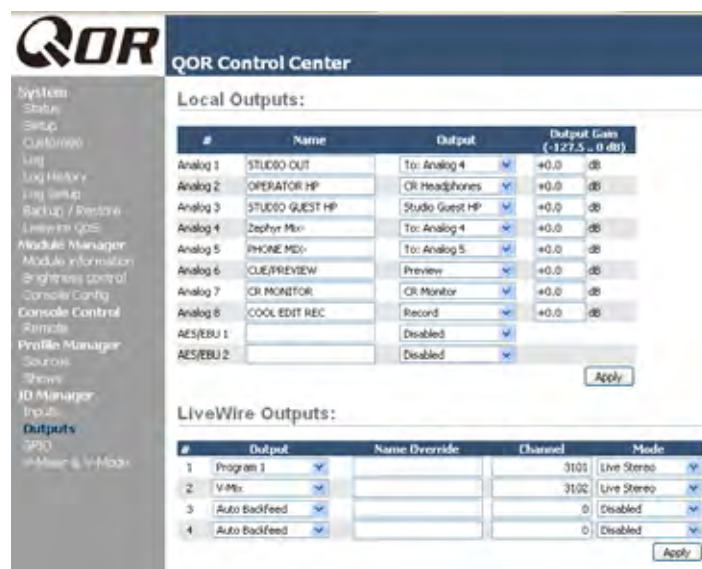 QOR
QOR Control Center
System
Status
Setup
Customize
Log
Log History
Log Setup
Backup / Restore
Livewire QOS
Module Manager
Module information
Brightness control
Console Config
Console Control
Remote
Profile Manager
Sources
Shows
IO Manager
Inputs
Outputs
GPIO
V-Mixer & V-Mode
Local Outputs:
# Name Output Output Gain (-127.5 .. 0 dB)
Analog 1 STUDIO OUT To: Analog 4 +0.0 dB
Analog 2 OPERATOR HP CR Headphones +0.0 dB
Analog 3 STUDIO GUEST HP Studio Guest HP +0.0 dB
Analog 4 Zephyr Mix- To: Analog 4 +0.0 dB
Analog 5 PHONE MIX- To: Analog 5 +0.0 dB
Analog 6 CUE/PREVIEW Preview +0.0 dB
Analog 7 CR MONITOR CR Monitor +0.0 dB
Analog 8 COOL EDIT REC Record +0.0 dB
AES/EBU 1 Disabled
AES/EBU 2 Disabled
Apply
LiveWire Outputs:
# Output Name Override Channel Mode
1 Program 1 3101 Live Stereo
2 V-Mix 3102 Live Stereo
3 Auto Backfeed 0 Disabled
4 Auto Backfeed 0 Disabled
Apply